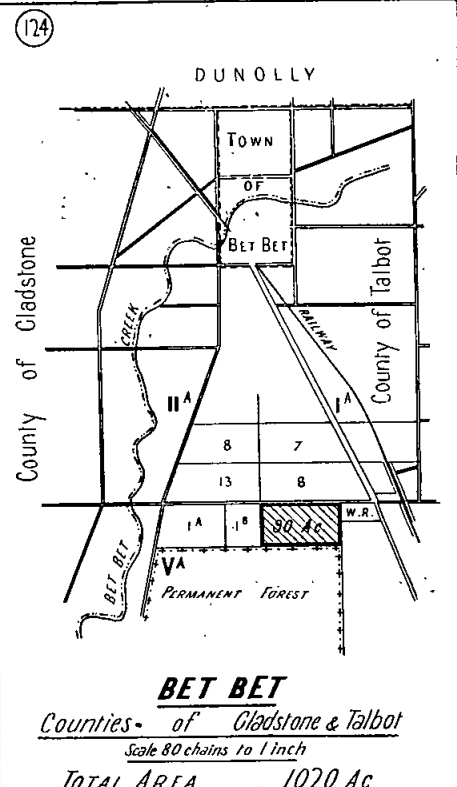 124
DUNOLLY
TOWN
OF
BET BET
County of Gladstone
County of Talbot
CREEK
RAILWAY
II A
I A
8 7
13 8
1 A 1 B 80 Ac W.R.
V A
BET BET
PERMANENT FOREST
BET BET
Counties - of Gladstone & Talbot
Scale 80 chains to 1 inch
TOTAL AREA 1020 Ac